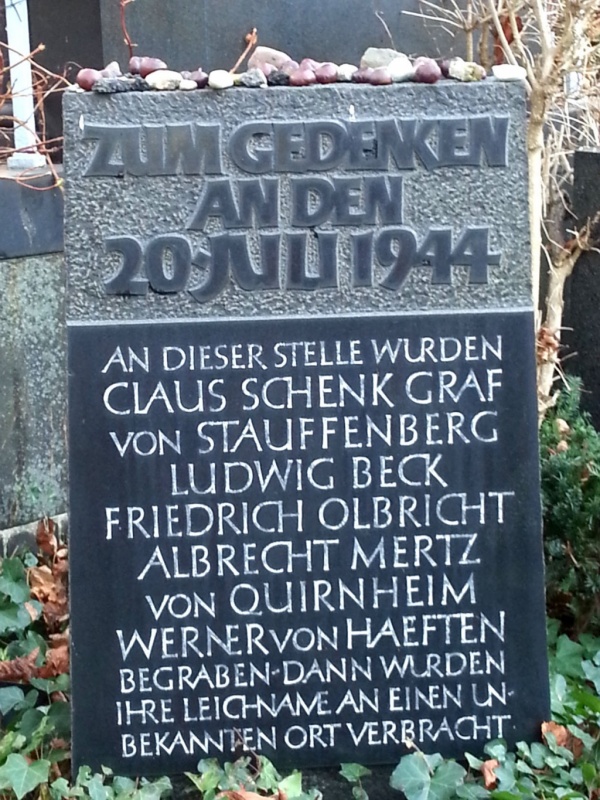 ZUM GEDENKEN
AN DEN
20·JULI 1944
AN DIESER STELLE WURDEN
CLAUS SCHENK GRAF
VON STAUFFENBERG
LUDWIG BECK
FRIEDRICH OLBRICHT
ALBRECHT MERTZ
VON QUIRNHEIM
WERNER VON HAEFTEN
BEGRABEN·DANN WURDEN
IHRE LEICHNAME AN EINEN UN-
BEKANNTEN ORT VERBRACHT